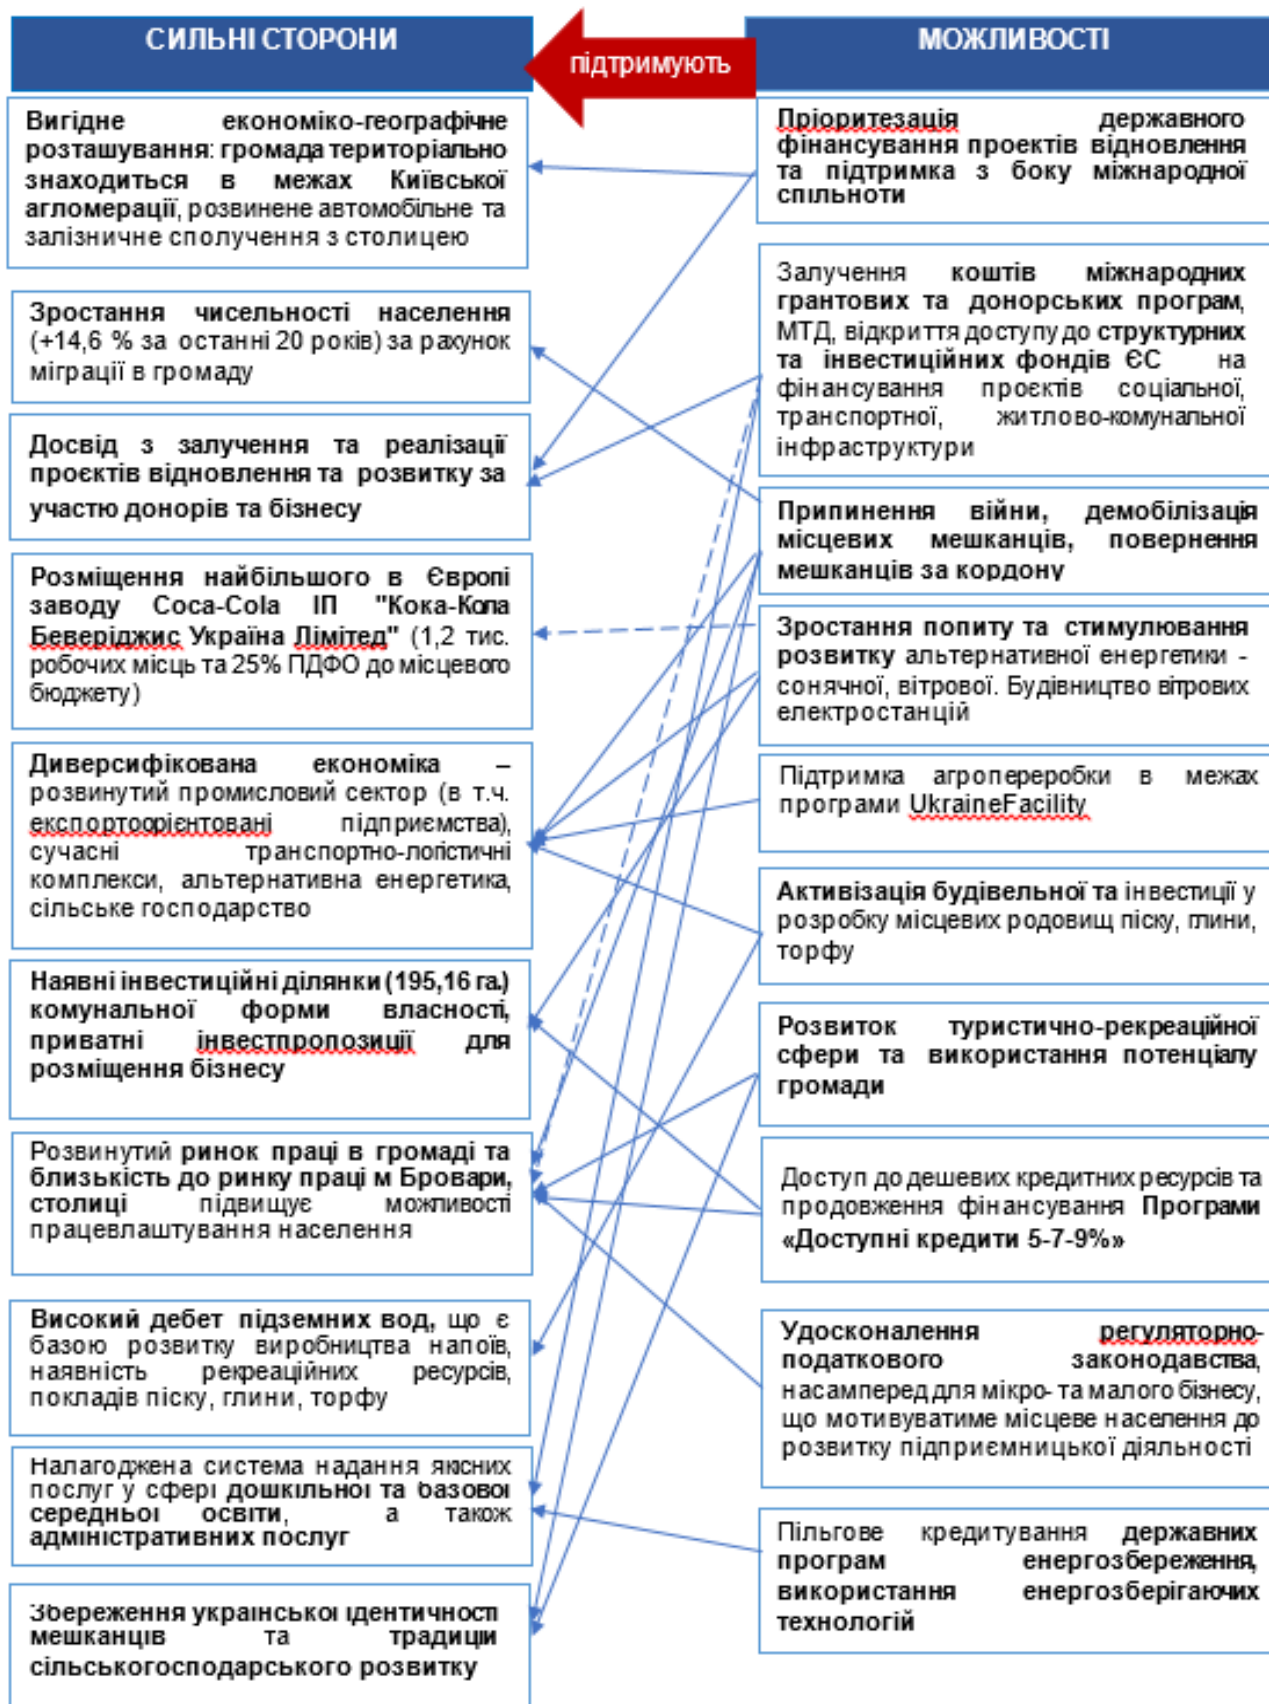 СИЛЬНІ СТОРОНИ
підтримують
МОЖЛИВОСТІ
Вигідне економіко-географічне
розташування: громада територіально
знаходиться в межах Київської
агломерації, розвинене автомобільне та
залізничне сполучення з столицею
Зростання чисельності населення
(+14,6 % за останні 20 років) за рахунок
міграції в громаду
Досвід з залучення та реалізації
проєктів відновлення та розвитку за
участю донорів та бізнесу
Розміщення найбільшого в Європі
заводу Coca-Cola ІП "Кока-Кола
Беверіджис Україна Лімітед" (1,2 тис.
робочих місць та 25% ПДФО до місцевого
бюджету)
Диверсифікована економіка –
розвинутий промисловий сектор (в т.ч.
експортоорієнтовані підприємства),
сучасні транспортно-логістичні
комплекси, альтернативна енергетика,
сільське господарство
Наявні інвестиційні ділянки (195,16 га.)
комунальної форми власності,
приватні інвестпропозиції для
розміщення бізнесу
Розвинутий ринок праці в громаді та
близькість до ринку праці м Бровари,
столиці підвищує можливості
працевлаштування населення
Високий дебет підземних вод, що є
базою розвитку виробництва напоїв,
наявність рекреаційних ресурсів,
покладів піску, глини, торфу
Налагоджена система надання якісних
послуг у сфері дошкільної та базової
середньої освіти, а також
адміністративних послуг
Збереження української ідентичності
мешканців та традицій
сільськогосподарського розвитку
Пріоритезація державного
фінансування проектів відновлення
та підтримка з боку міжнародної
спільноти
Залучення коштів міжнародних
грантових та донорських програм,
МТД, відкриття доступу до структурних
та інвестиційних фондів ЄС на
фінансування проєктів соціальної,
транспортної, житлово-комунальної
інфраструктури
Припинення війни, демобілізація
місцевих мешканців, повернення
мешканців за кордону
Зростання попиту та стимулювання
розвитку альтернативної енергетики -
сонячної, вітрової. Будівництво вітрових
електростанцій
Підтримка агропереробки в межах
програми UkraineFacility
Активізація будівельної та інвестиції у
розробку місцевих родовищ піску, глини,
торфу
Розвиток туристично-рекреаційної
сфери та використання потенціалу
громади
Доступ до дешевих кредитних ресурсів та
продовження фінансування Програми
«Доступні кредити 5-7-9%»
Удосконалення регуляторно-
податкового законодавства,
насамперед для мікро- та малого бізнесу,
що мотивуватиме місцеве населення до
розвитку підприємницької діяльності
Пільгове кредитування державних
програм енергозбереження,
використання енергозберігаючих
технологій